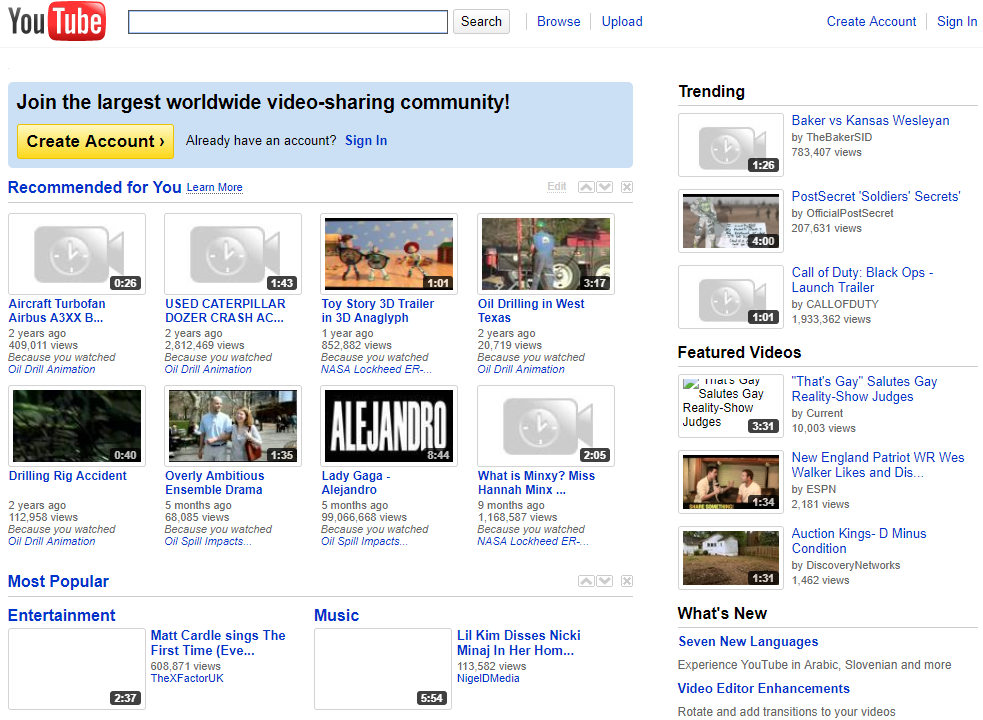 YouTube
Search
Browse
Upload
Create Account
Sign In
Join the largest worldwide video-sharing community!
Create Account ›
Already have an account? Sign In
Recommended for You Learn More
Edit
0:26
1:43
1:01
3:17
Aircraft Turbofan
Airbus A3XX B...
2 years ago
409,011 views
Because you watched
Oil Drill Animation
USED CATERPILLAR
DOZER CRASH AC...
2 years ago
2,812,469 views
Because you watched
Oil Drill Animation
Toy Story 3D Trailer
in 3D Anaglyph
1 year ago
852,882 views
Because you watched
NASA Lockheed ER-...
Oil Drilling in West
Texas
2 years ago
20,719 views
Because you watched
Oil Drill Animation
0:40
1:35
ALEJANDRO
8:44
2:05
Drilling Rig Accident
2 years ago
112,958 views
Because you watched
Oil Drill Animation
Overly Ambitious
Ensemble Drama
5 months ago
68,085 views
Because you watched
Oil Spill Impacts...
Lady Gaga -
Alejandro
5 months ago
99,066,668 views
Because you watched
Oil Spill Impacts...
What is Minxy? Miss
Hannah Minx ...
9 months ago
1,168,587 views
Because you watched
NASA Lockheed ER-...
Most Popular
Entertainment
2:37
Matt Cardle sings The
First Time (Eve...
608,871 views
TheXFactorUK
Music
5:54
Lil Kim Disses Nicki
Minaj In Her Hom...
113,582 views
NigelDMedia
Trending
1:26
Baker vs Kansas Wesleyan
by TheBakerSID
783,407 views
4:00
PostSecret 'Soldiers' Secrets'
by OfficialPostSecret
207,631 views
1:01
Call of Duty: Black Ops -
Launch Trailer
by CALLOFDUTY
1,933,362 views
Featured Videos
"That's Gay
" Salutes Gay
Reality-Show
Judges
3:31
"That's Gay" Salutes Gay
Reality-Show Judges
by Current
10,003 views
SHARE SOMETHING!
1:34
New England Patriot WR Wes
Walker Likes and Dis...
by ESPN
2,181 views
1:31
Auction Kings- D Minus
Condition
by DiscoveryNetworks
1,462 views
What's New
Seven New Languages
Experience YouTube in Arabic, Slovenian and more
Video Editor Enhancements
Rotate and add transitions to your videos